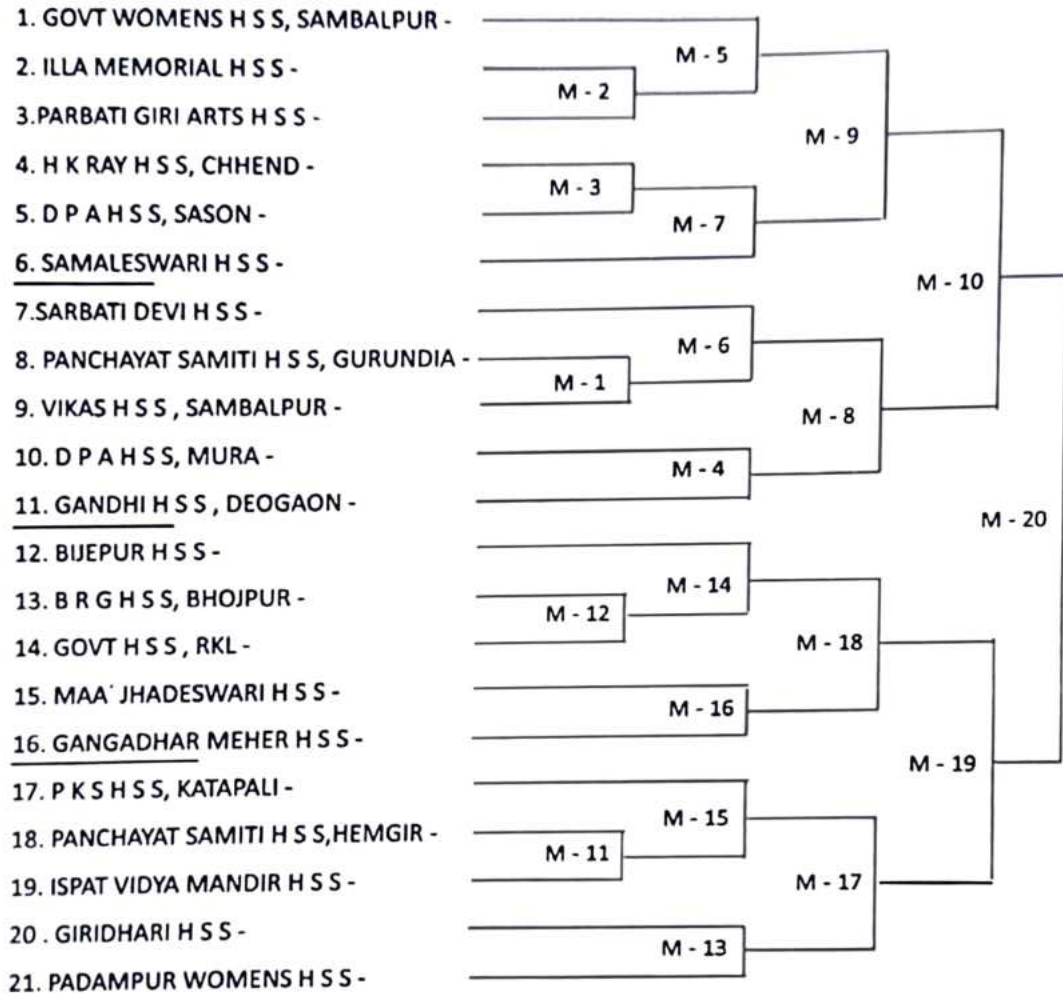 1. GOVT WOMENS H S S, SAMBALPUR -
M - 5
2. ILLA MEMORIAL H S S -
M - 2
3.PARBATI GIRI ARTS H S S -
M - 9
4. H K RAY H S S, CHHEND -
M - 3
5. D P A H S S, SASON -
M - 7
6. SAMALESWARI H S S -
M - 10
7.SARBATI DEVI H S S -
M - 6
8. PANCHAYAT SAMITI H S S, GURUNDIA -
M - 1
9. VIKAS H S S , SAMBALPUR -
M - 8
10. D P A H S S, MURA -
M - 4
11. GANDHI H S S , DEOGAON -
M - 20
12. BIJEPUR H S S -
M - 14
13. B R G H S S, BHOJPUR -
M - 12
14. GOVT H S S , RKL -
M - 18
15. MAA' JHADESWARI H S S -
M - 16
16. GANGADHAR MEHER H S S -
M - 19
17. P K S H S S, KATAPALI -
M - 15
18. PANCHAYAT SAMITI H S S,HEMGIR -
M - 11
19. ISPAT VIDYA MANDIR H S S -
M - 17
20 . GIRIDHARI H S S -
M - 13
21. PADAMPUR WOMENS H S S -